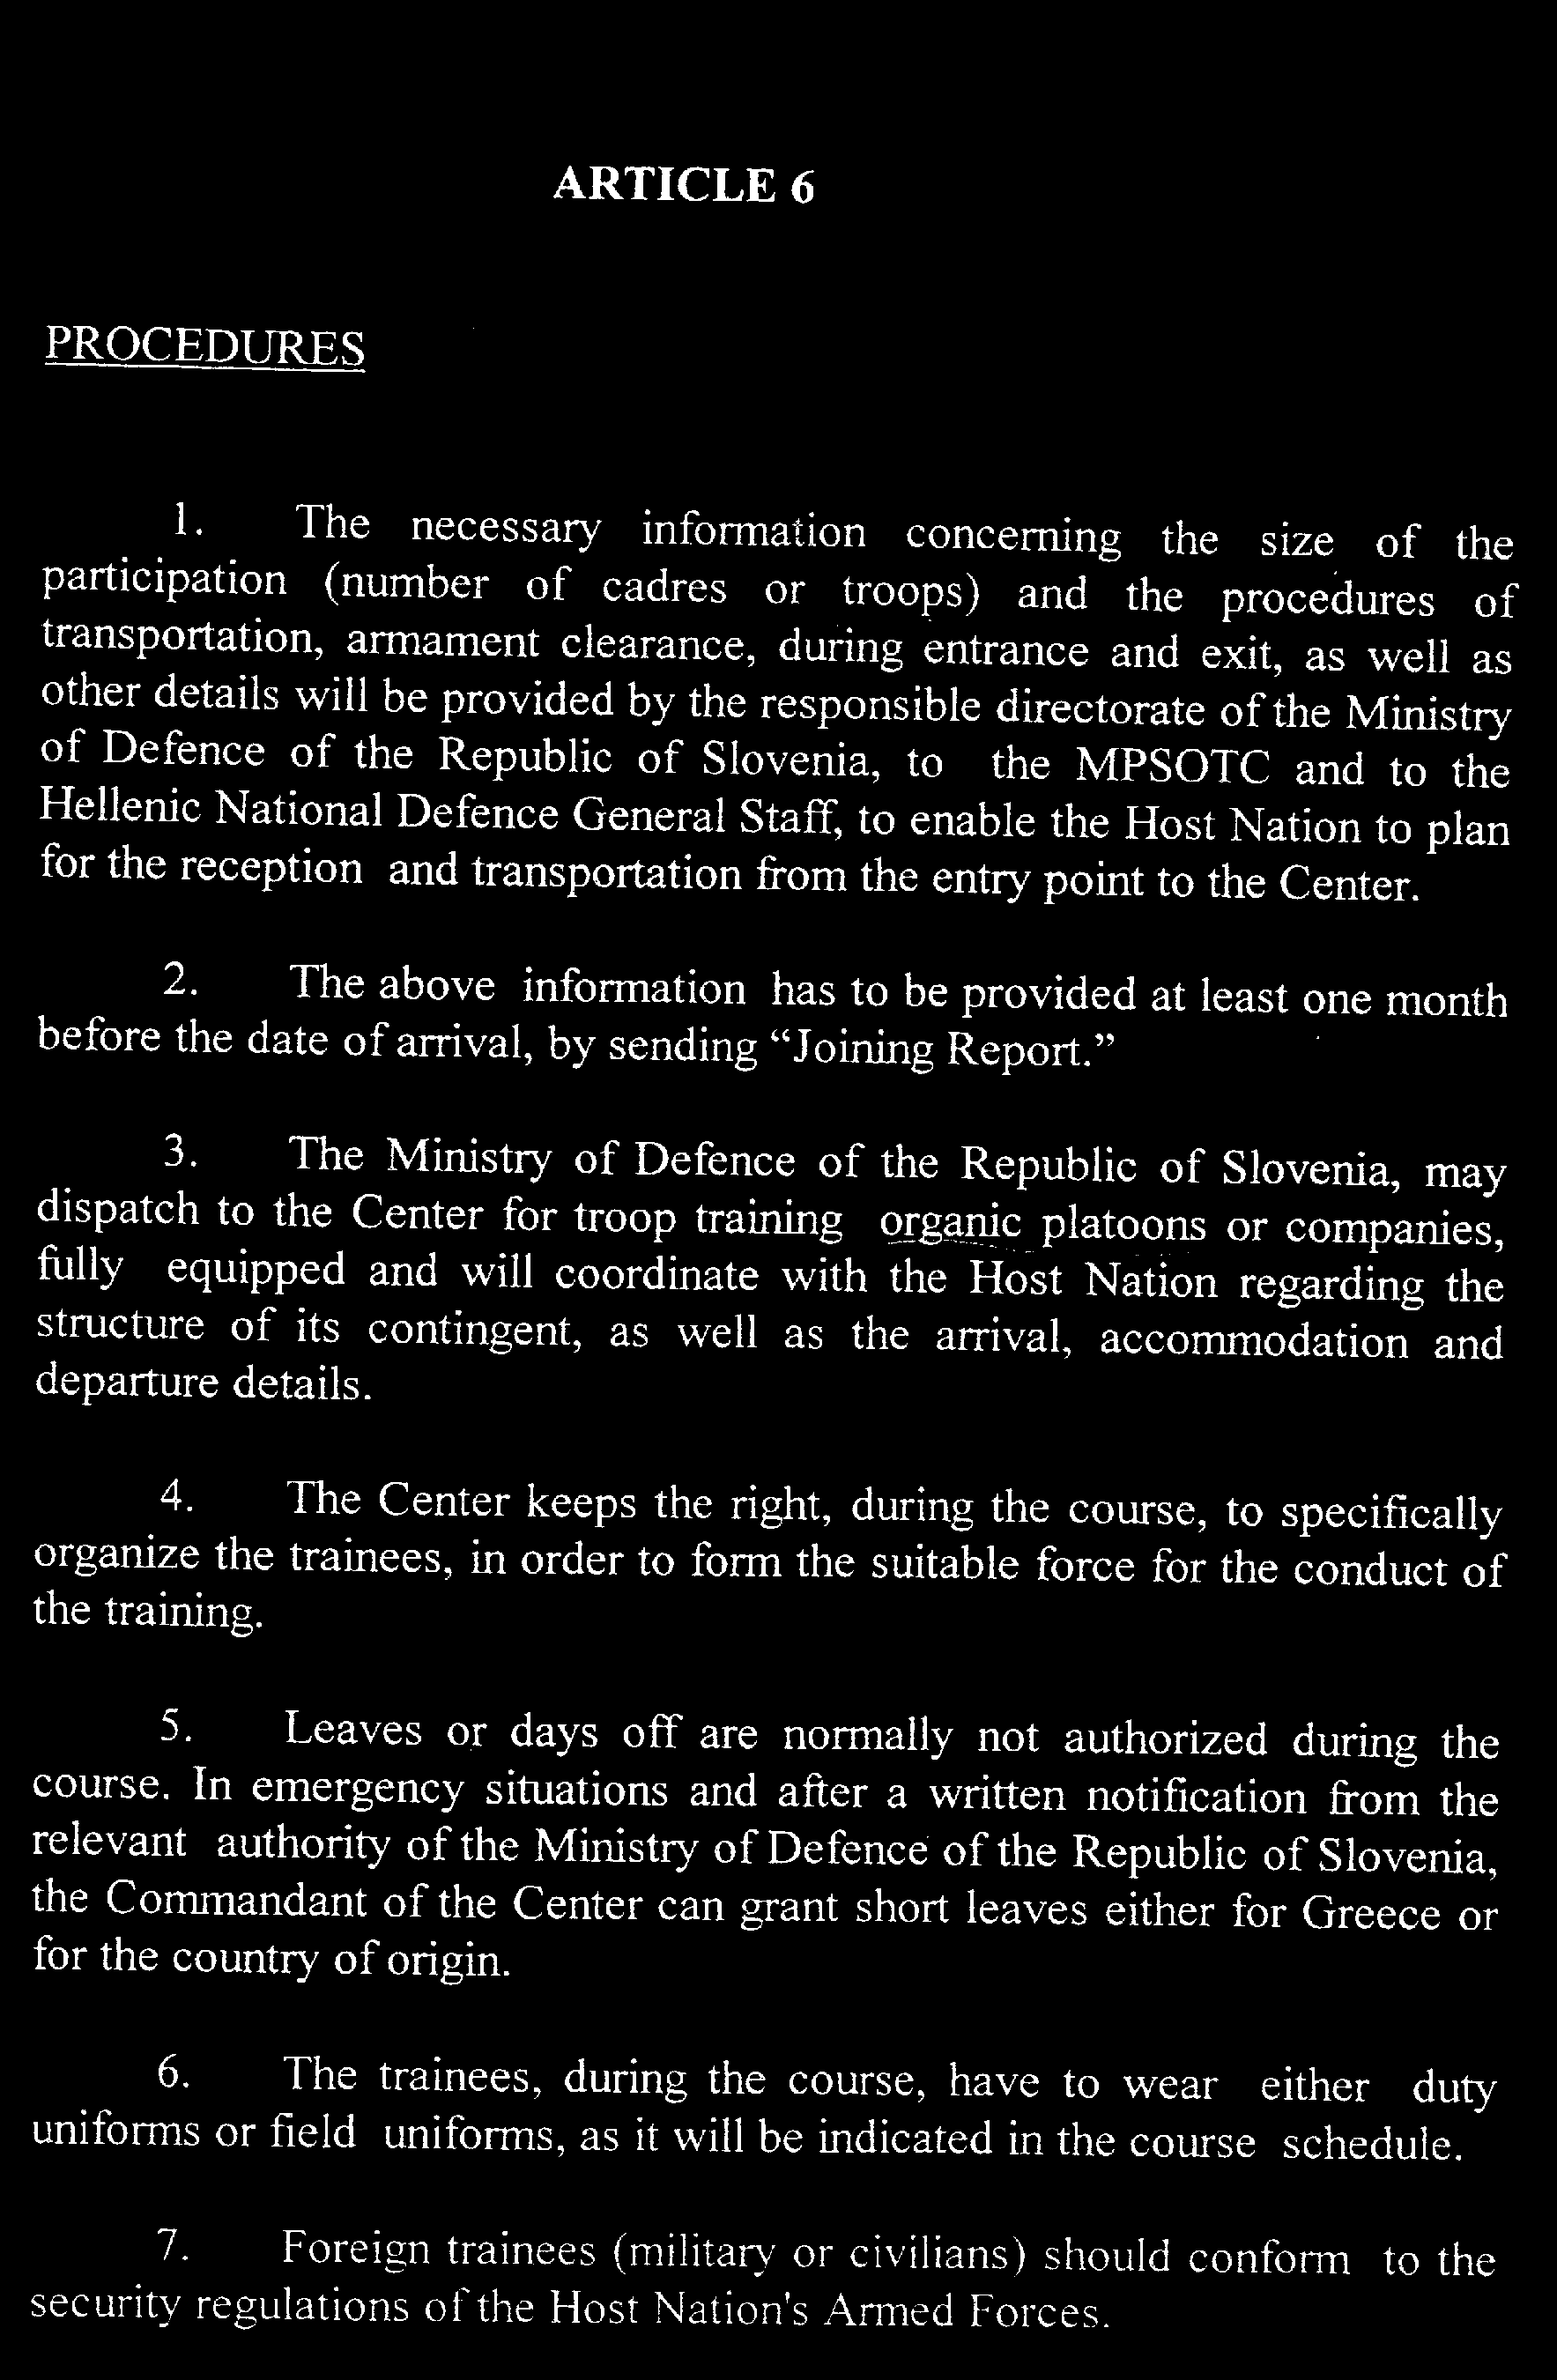 ARTICLE 6
PROCEDURES
1. The necessary information concerning the size of the
participation (number of cadres or troops) and the procedures of
transportation, armament clearance, during entrance and exit, as well as
other details will be provided by the responsible directorate of the Ministry
of Defence of the Republic of Slovenia, to the MPSOTC and to the
Hellenic National Defence General Staff, to enable the Host Nation to plan
for the reception and transportation from the entry point to the Center.
2. The above information has to be provided at least one month
before the date of arrival, by sending “Joining Report.”
3. The Ministry of Defence of the Republic of Slovenia, may
dispatch to the Center for troop training organic platoons or companies,
fully equipped and will coordinate with the Host Nation regarding the
structure of its contingent, as well as the arrival, accommodation and
departure details.
4. The Center keeps the right, during the course, to specifically
organize the trainees, in order to form the suitable force for the conduct of
the training.
5. Leaves or days off are normally not authorized during the
course. In emergency situations and after a written notification from the
relevant authority of the Ministry of Defence of the Republic of Slovenia,
the Commandant of the Center can grant short leaves either for Greece or
for the country of origin.
6. The trainees, during the course, have to wear either duty
uniforms or field uniforms, as it will be indicated in the course schedule.
7. Foreign trainees (military or civilians) should conform to the
security regulations of the Host Nation's Armed Forces.